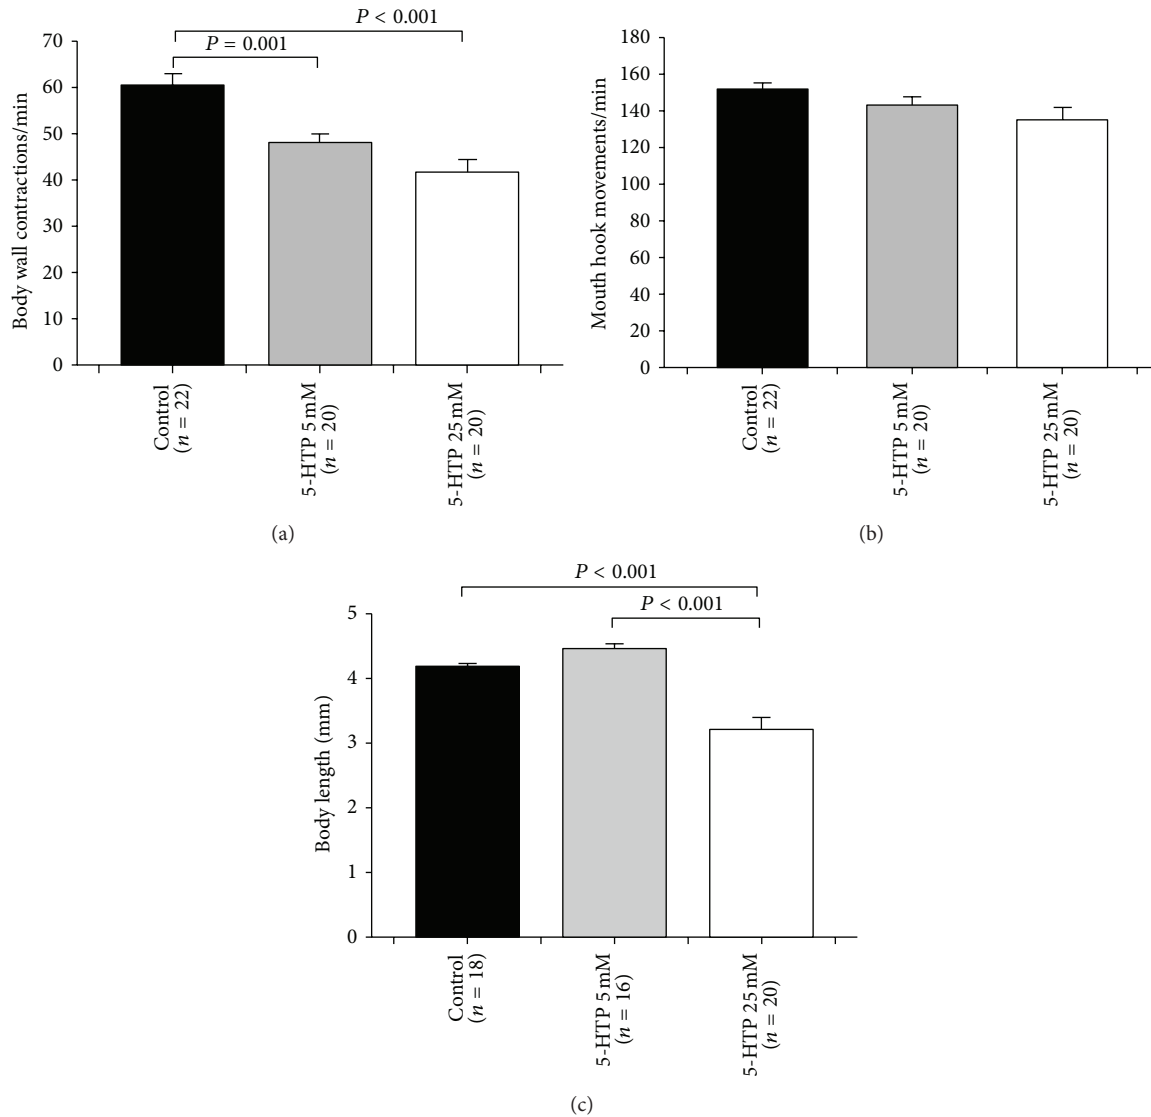 P < 0.001
P = 0.001
70
60
50
40
30
20
10
0
Body wall contractions/min
Control
(n = 22)
5-HTP 5 mM
(n = 20)
5-HTP 25 mM
(n = 20)
(a)
180
160
140
120
100
80
60
40
20
0
Mouth hook movements/min
Control
(n = 22)
5-HTP 5 mM
(n = 20)
5-HTP 25 mM
(n = 20)
(b)
P < 0.001
P < 0.001
5
4
3
2
1
0
Body length (mm)
Control
(n = 18)
5-HTP 5 mM
(n = 16)
5-HTP 25 mM
(n = 20)
(c)